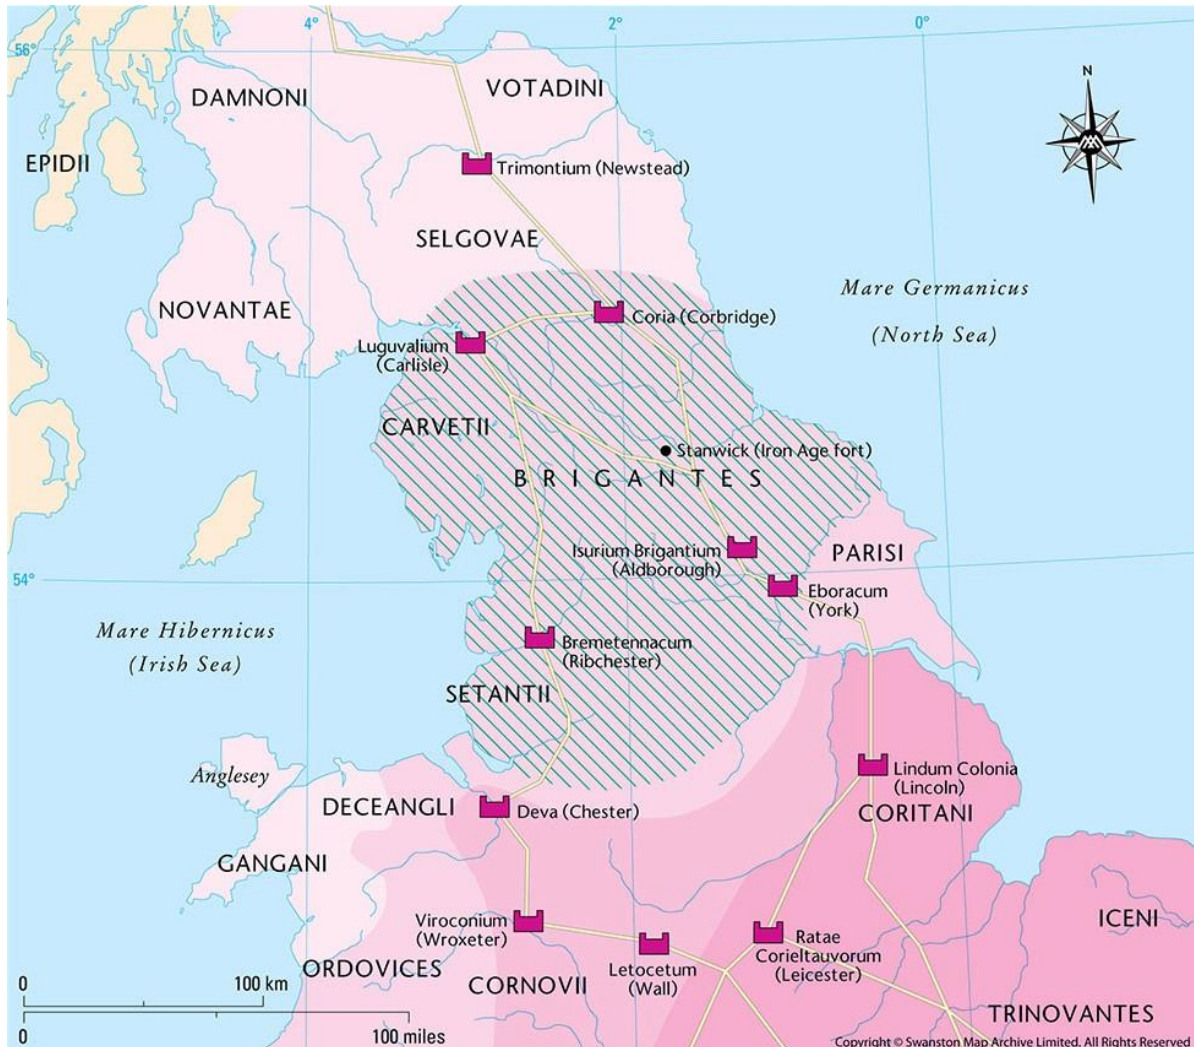 4°
2°
0°
56°
N
DAMNONI
VOTADINI
EPIDII
Trimontium (Newstead)
SELGOVAE
NOVANTAE
Mare Germanicus
(North Sea)
Coria (Corbridge)
Luguvalium
(Carlisle)
CARVETII
Stanwick (Iron Age fort)
BRIGANTES
Isurium Brigantium
(Aldborough)
PARISI
54°
Eboracum
(York)
Mare Hibernicus
(Irish Sea)
Bremetennacum
(Ribchester)
SETANTII
Anglesey
Lindum Colonia
(Lincoln)
DECEANGLI
Deva (Chester)
CORITANI
GANGANI
Viroconium
(Wroxeter)
Ratae
Corieltauvorum
(Leicester)
ICENI
Letocetum
(Wall)
ORDOVICES
CORNOVII
0
100 km
0
100 miles
TRINOVANTES
Copyright © Swanston Map Archive Limited. All Rights Reserved